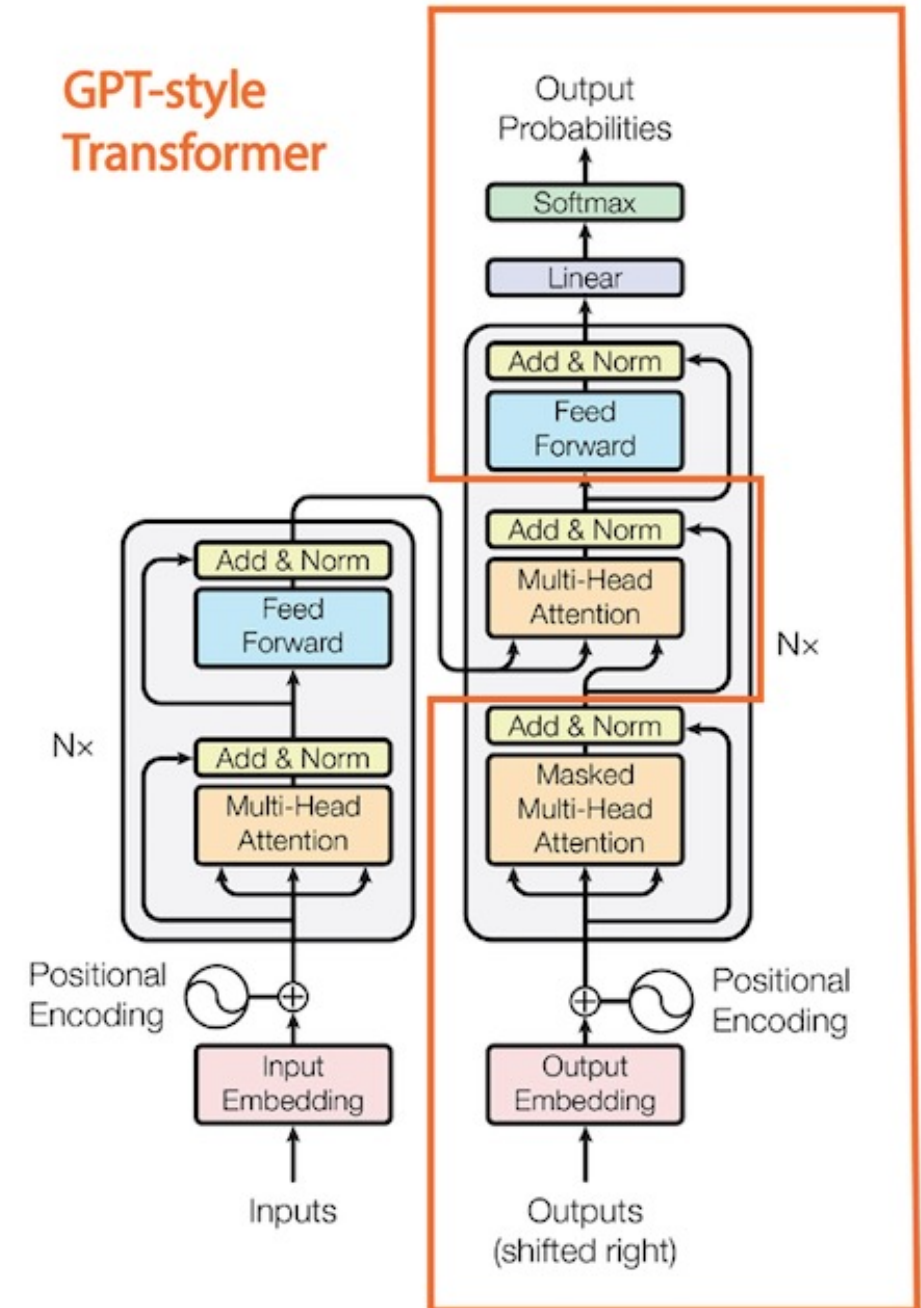 GPT-style
Transformer
Output
Probabilities
Softmax
Linear
Add & Norm
Feed
Forward
Add & Norm
Multi-Head
Attention
Nx
Add & Norm
Masked
Multi-Head
Attention
Positional
Encoding
Output
Embedding
Outputs
(shifted right)
Add & Norm
Feed
Forward
Nx
Add & Norm
Multi-Head
Attention
Positional
Encoding
Input
Embedding
Inputs